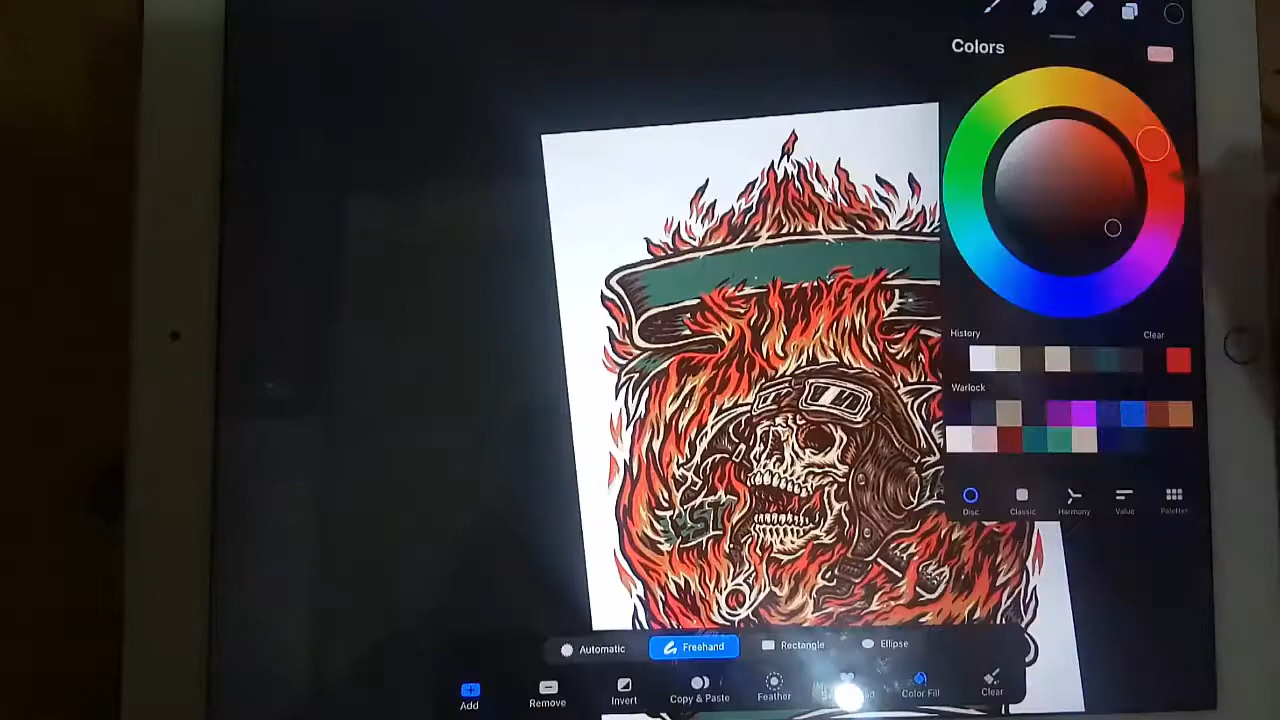 Colors
History Clear
Warlock
Disc Classic Harmony Value Palettes
LST
Automatic Freehand Rectangle Ellipse
Add Remove Invert Copy & Paste Feather Color Fill Clear